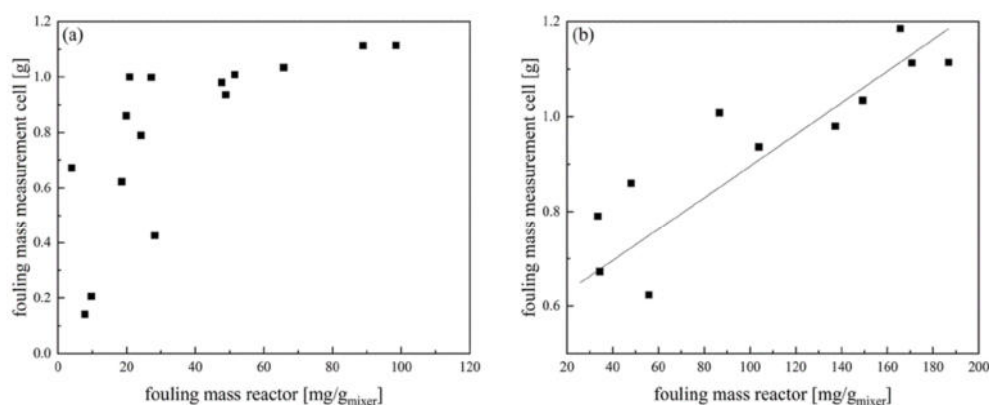 (a)
fouling mass measurement cell [g]
1.2
1.0
0.8
0.6
0.4
0.2
0.0
0 20 40 60 80 100 120
fouling mass reactor [mg/gmixer]
(b)
fouling mass measurement cell [g]
1.2
1.0
0.8
0.6
20 40 60 80 100 120 140 160 180 200
fouling mass reactor [mg/gmixer]